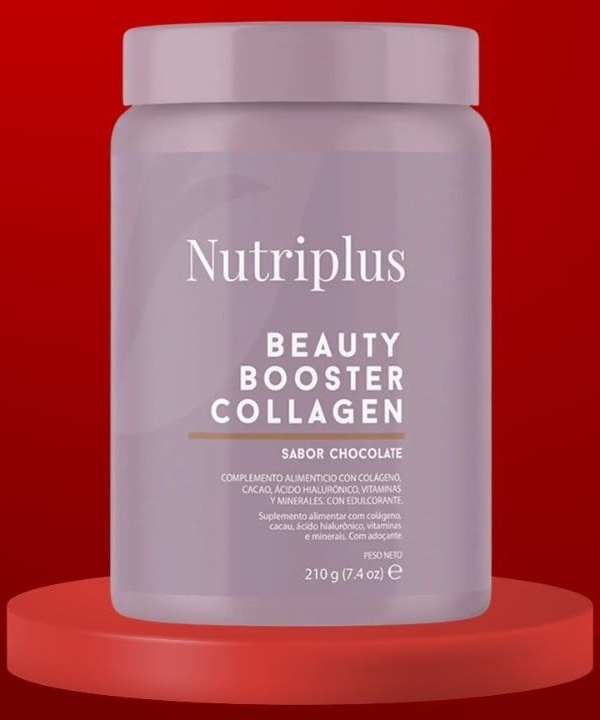 Nutriplus
BEAUTY
BOOSTER
COLLAGEN
SABOR CHOCOLATE
COMPLEMENTO ALIMENTICIO CON COLÁGENO,
CACAO, ÁCIDO HIALURÓNICO, VITAMINAS
Y MINERALES. CON EDULCORANTE.
Suplemento alimentar com colágeno,
cacau, ácido hialurônico, vitaminas
e minerais. Com adoçante.
PESO NETO
210 g (7.4 oz) ℮